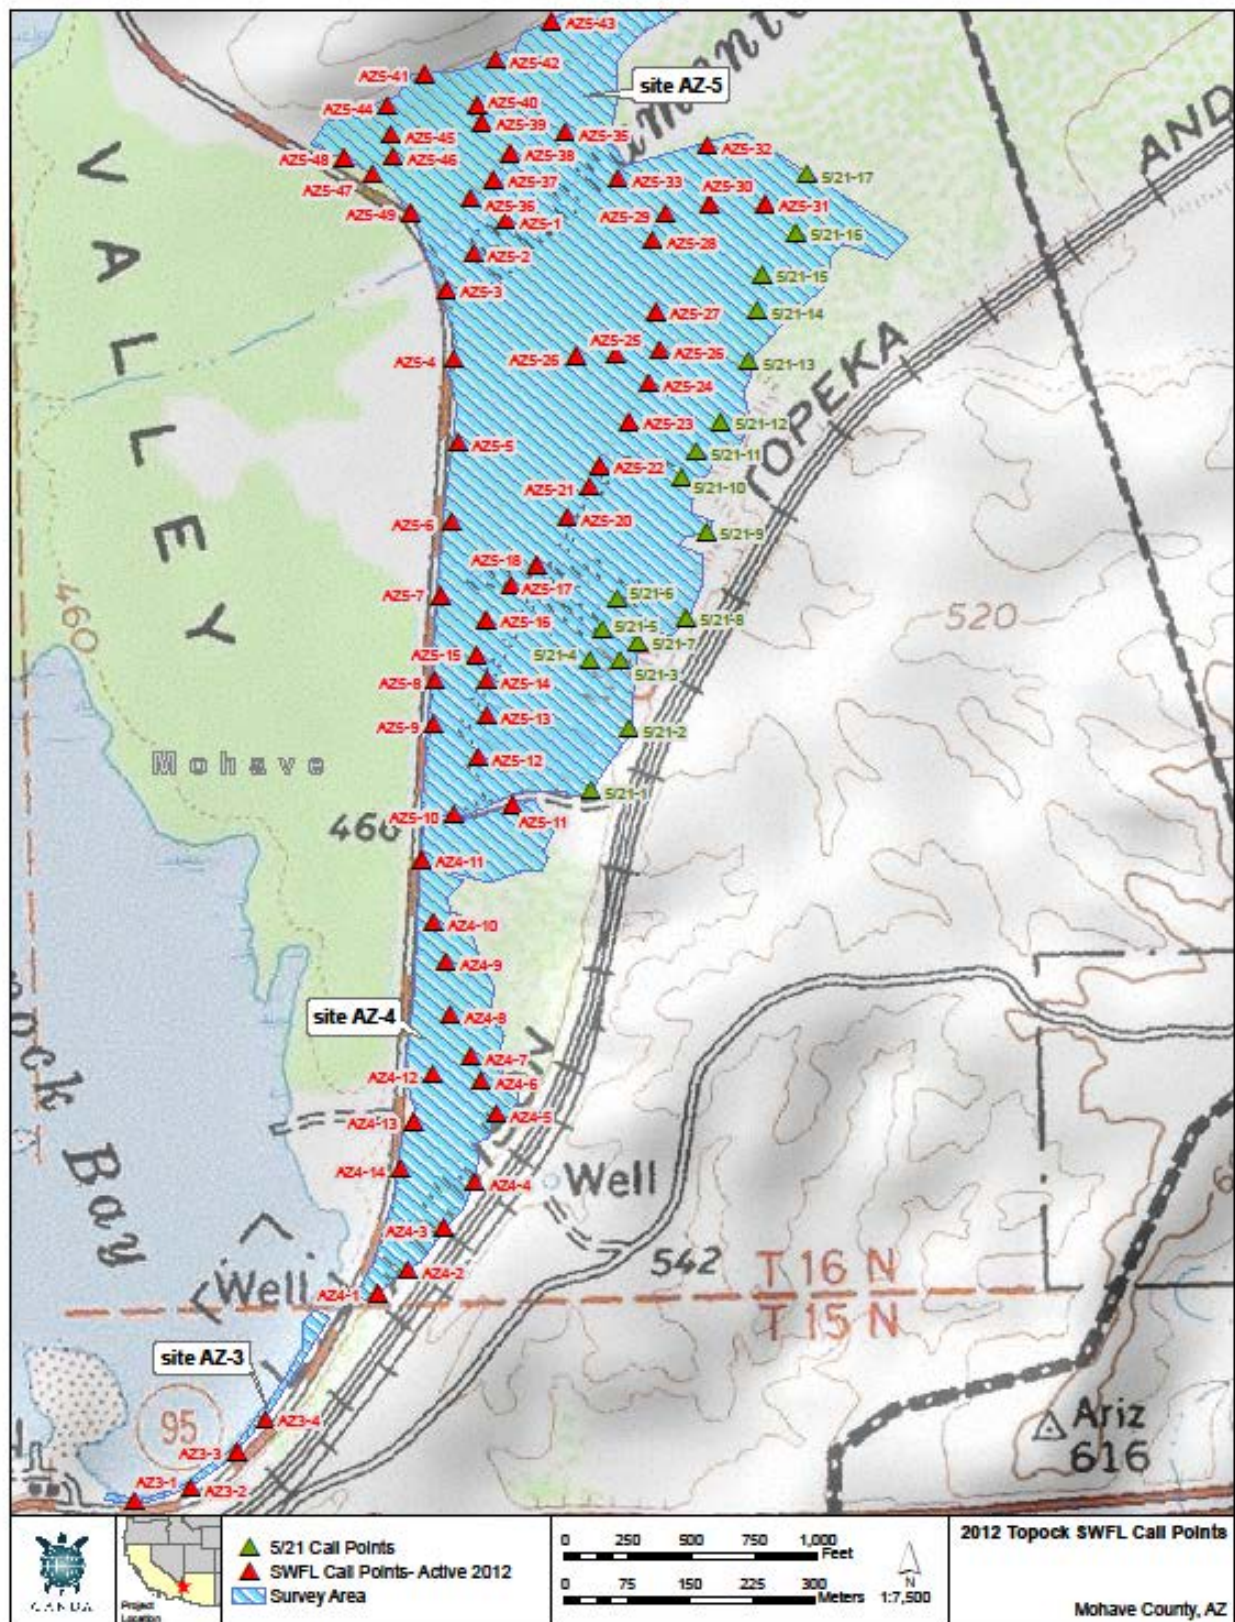 AZ5-43
AZ5-42
AZ5-41
site AZ-5
AZ5-44
AZ5-40
AZ5-39
AZ5-45
AZ5-35
AZ5-32
AND
AZ5-48
AZ5-46
AZ5-38
AZ5-47
AZ5-37
AZ5-33
5/21-17
AZ5-36
AZ5-30
AZ5-31
AZ5-49
AZ5-1
AZ5-29
AZ5-28
5/21-16
AZ5-2
5/21-15
AZ5-3
VALLEY
AZ5-27
5/21-14
AZ5-4
AZ5-26
AZ5-25
AZ5-26
5/21-13
TOPEKA
AZ5-24
AZ5-23
5/21-12
AZ5-5
5/21-11
AZ5-22
5/21-10
AZ5-21
AZ5-6
AZ5-20
5/21-9
AZ5-18
AZ5-17
AZ5-7
5/21-6
460
520
AZ5-16
5/21-5
5/21-8
5/21-7
AZ5-15
5/21-4
5/21-3
AZ5-8
AZ5-14
AZ5-13
AZ5-9
5/21-2
Mohave
AZ5-12
5/21-1
AZ5-10
AZ5-11
460
AZ4-11
AZ4-10
AZ4-9
site AZ-4
AZ4-8
AZ4-7
AZ4-12
AZ4-6
AZ4-13
AZ4-5
AZ4-14
AZ4-4
Well
Bay
AZ4-3
542
AZ4-2
T 16 N
Well
AZ4-1
T 15 N
site AZ-3
AZ3-4
95
AZ3-3
Ariz
616
AZ3-1
AZ3-2
5/21 Call Points
SWFL Call Points- Active 2012
Survey Area
Project
Location
0 250 500 750 1,000
Feet
0 75 150 225 300
Meters
N
1:7,500
2012 Topock SWFL Call Points
Mohave County, AZ